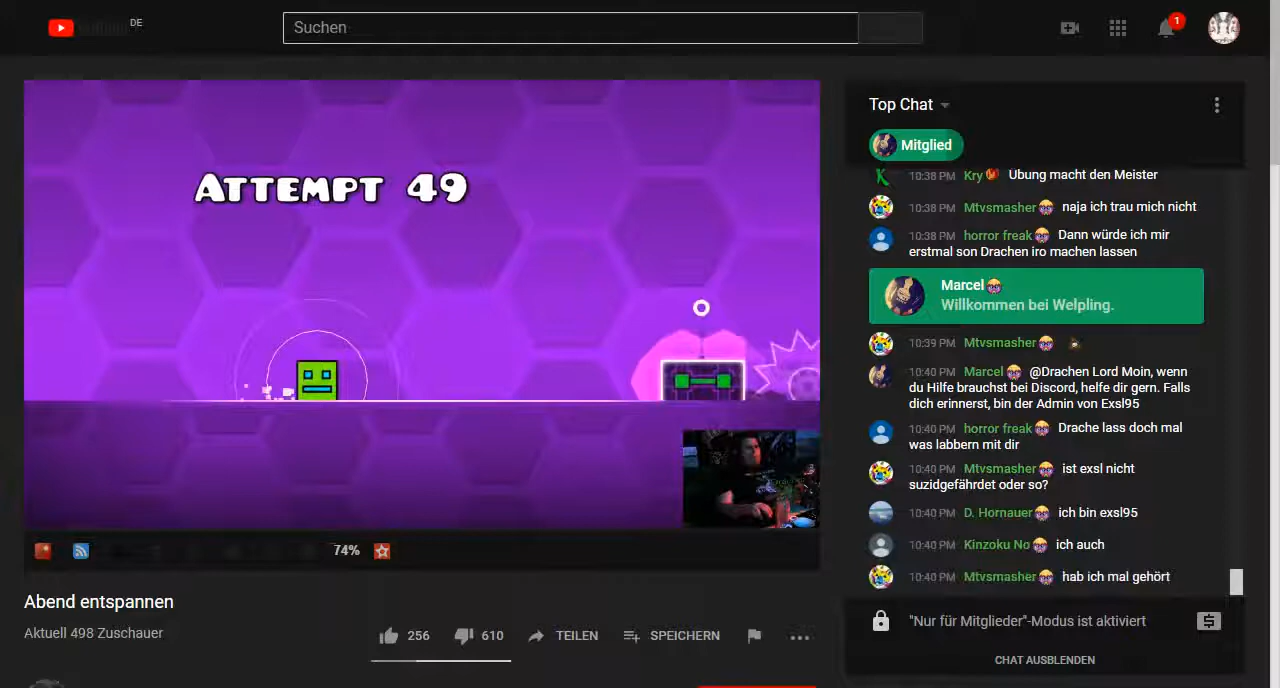 DE
Suchen
1
ATTEMPT 49
74%
Abend entspannen
Aktuell 498 Zuschauer
256
610
TEILEN
SPEICHERN
Top Chat
Mitglied
10:38 PM Kry Übung macht den Meister
10:38 PM Mtvsmasher naja ich trau mich nicht
10:38 PM horror freak Dann würde ich mir
erstmal son Drachen iro machen lassen
Marcel
Willkommen bei Welpling.
10:39 PM Mtvsmasher
10:40 PM Marcel @Drachen Lord Moin, wenn
du Hilfe brauchst bei Discord, helfe dir gern. Falls
dich erinnerst, bin der Admin von Exsl95
10:40 PM horror freak Drache lass doch mal
was labbern mit dir
10:40 PM Mtvsmasher ist exsl nicht
suzidgefährdet oder so?
10:40 PM D. Hornauer ich bin exsl95
10:40 PM Kinzoku No ich auch
10:40 PM Mtvsmasher hab ich mal gehört
"Nur für Mitglieder"-Modus ist aktiviert
CHAT AUSBLENDEN